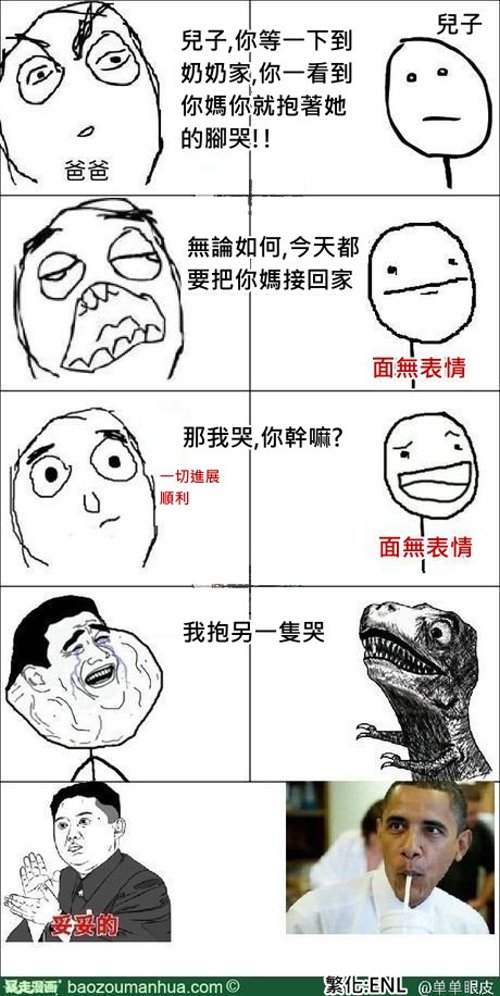 兒子
兒子,你等一下到
奶奶家,你一看到
你媽你就抱著她
的腳哭!!
爸爸
無論如何,今天都
要把你媽接回家
面無表情
那我哭,你幹嘛?
一切進展
順利
面無表情
我抱另一隻哭
妥妥的
暴走漫画 baozoumanhua.com © 繁化:ENL @单单眼皮